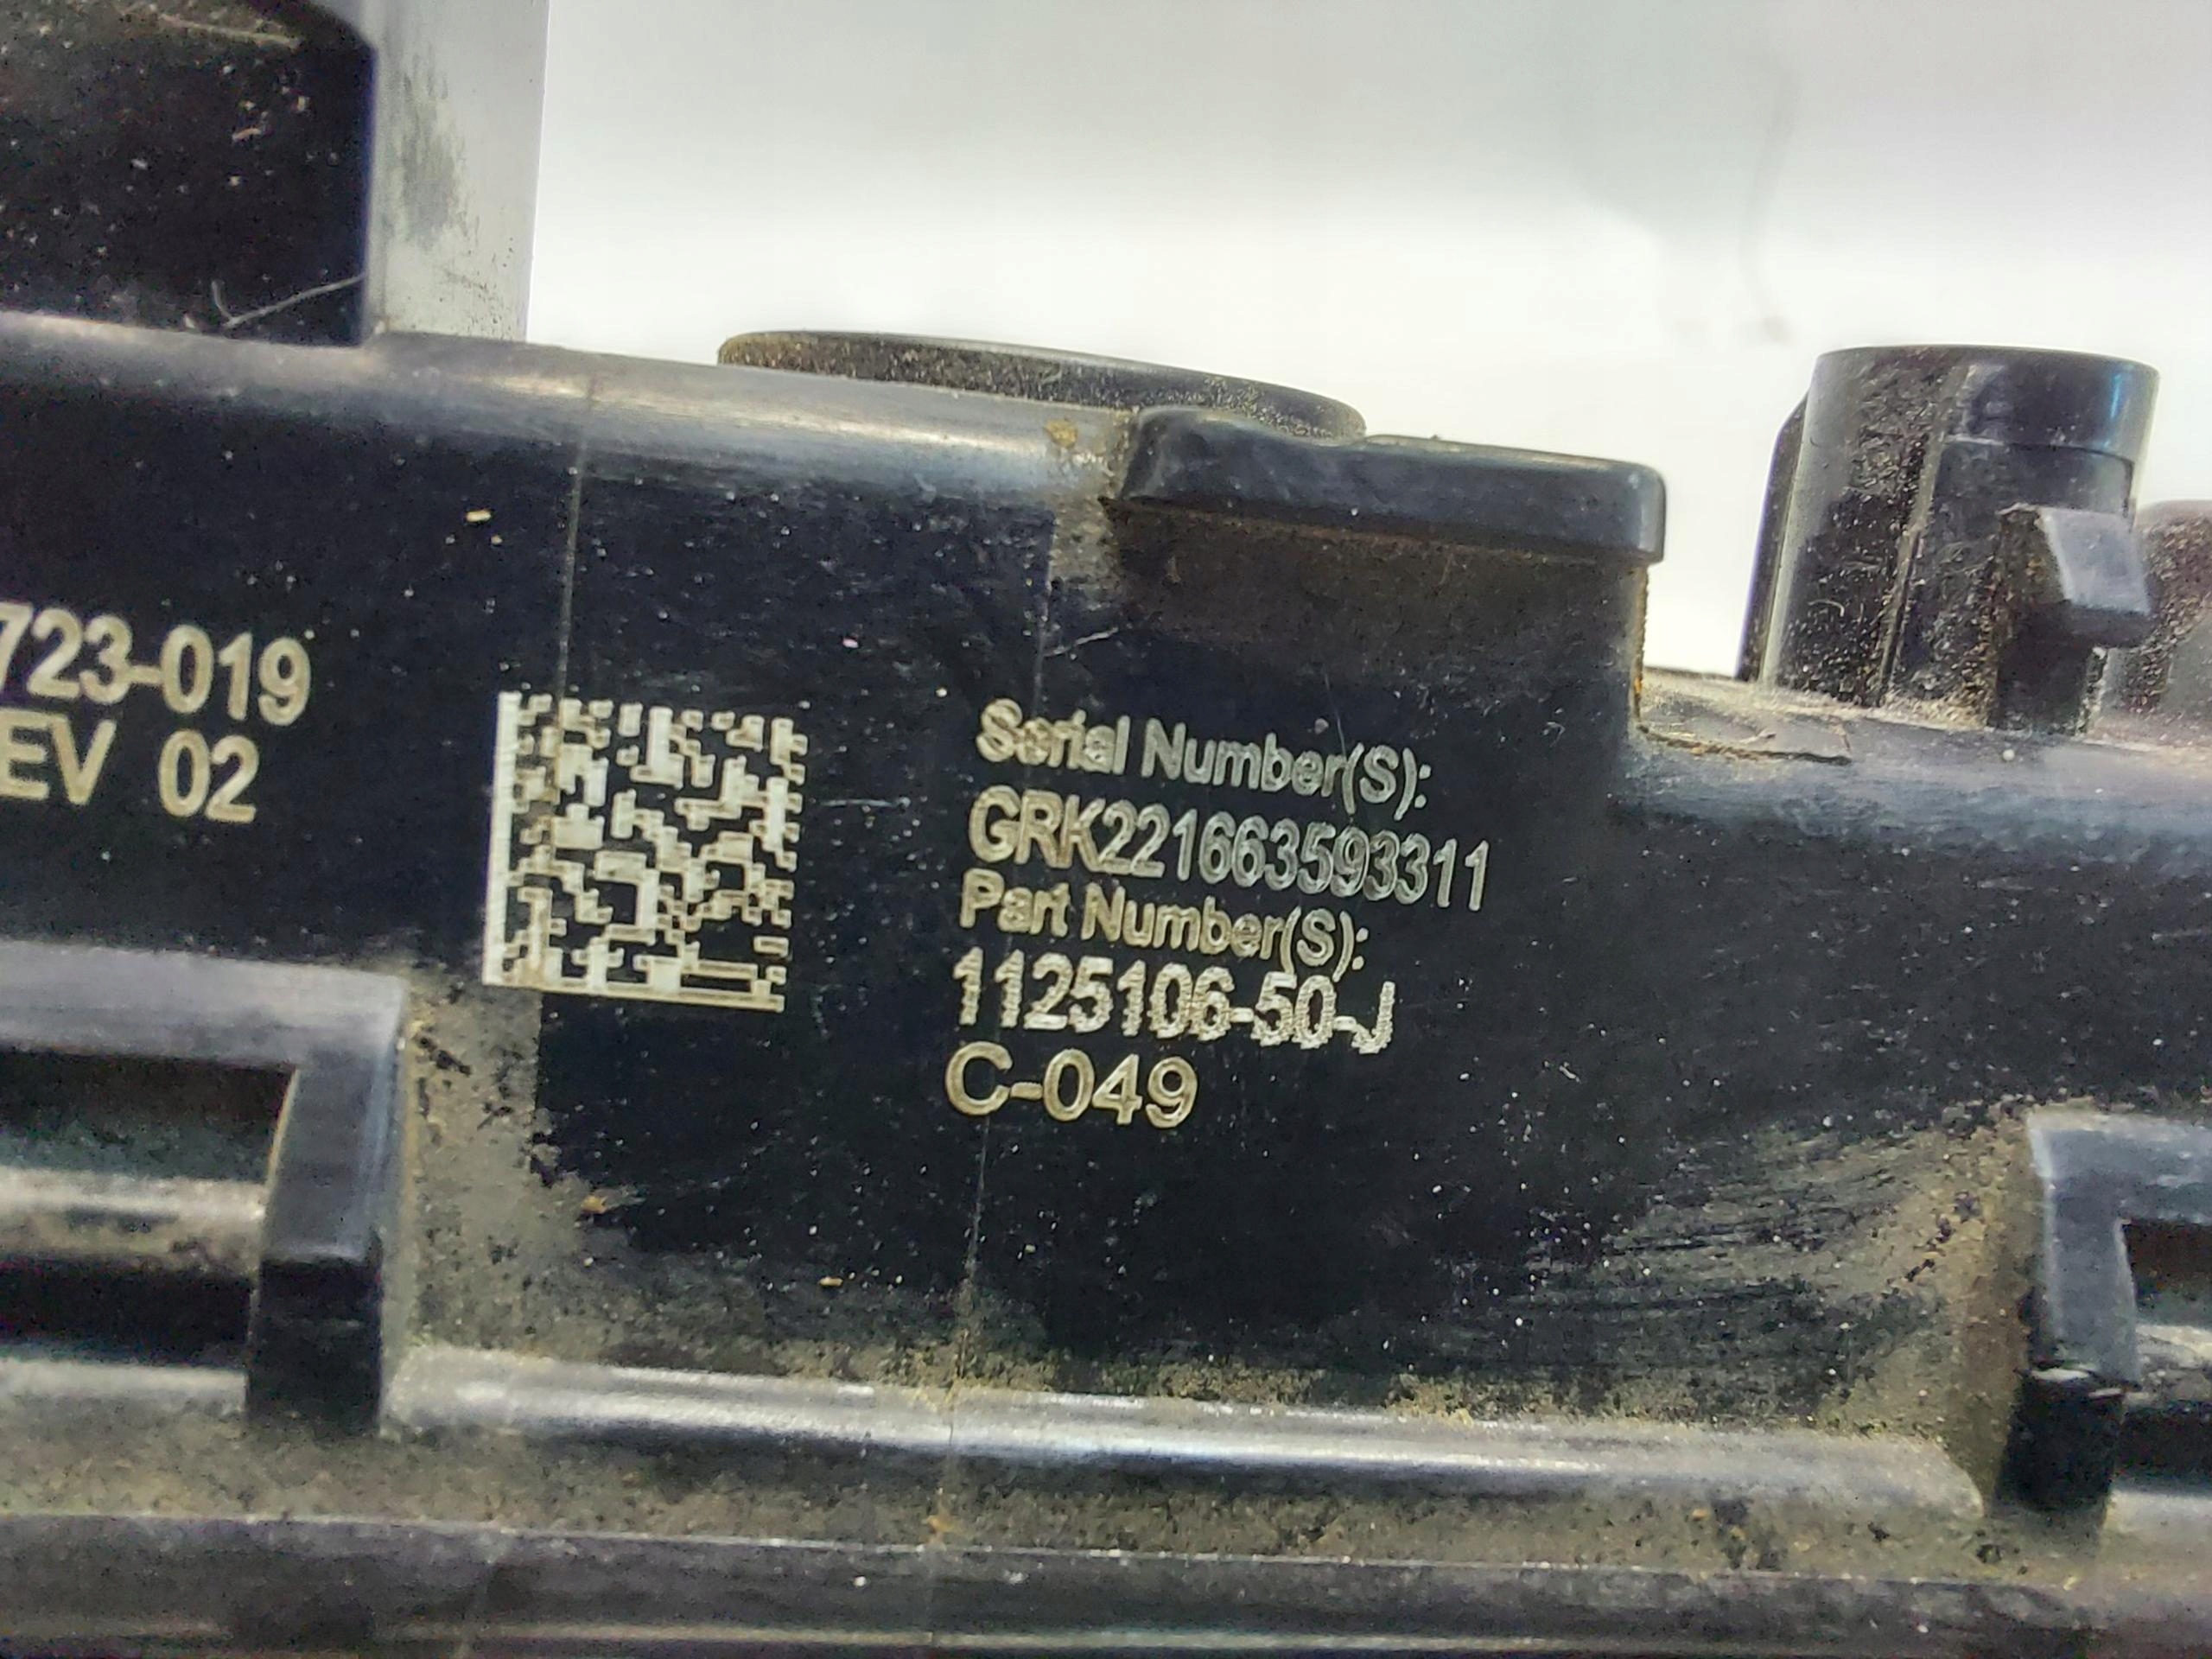 723-019
EV 02
Serial Number(S):
GRK221663593311
Part Number(S):
1125106-50-J
C-049